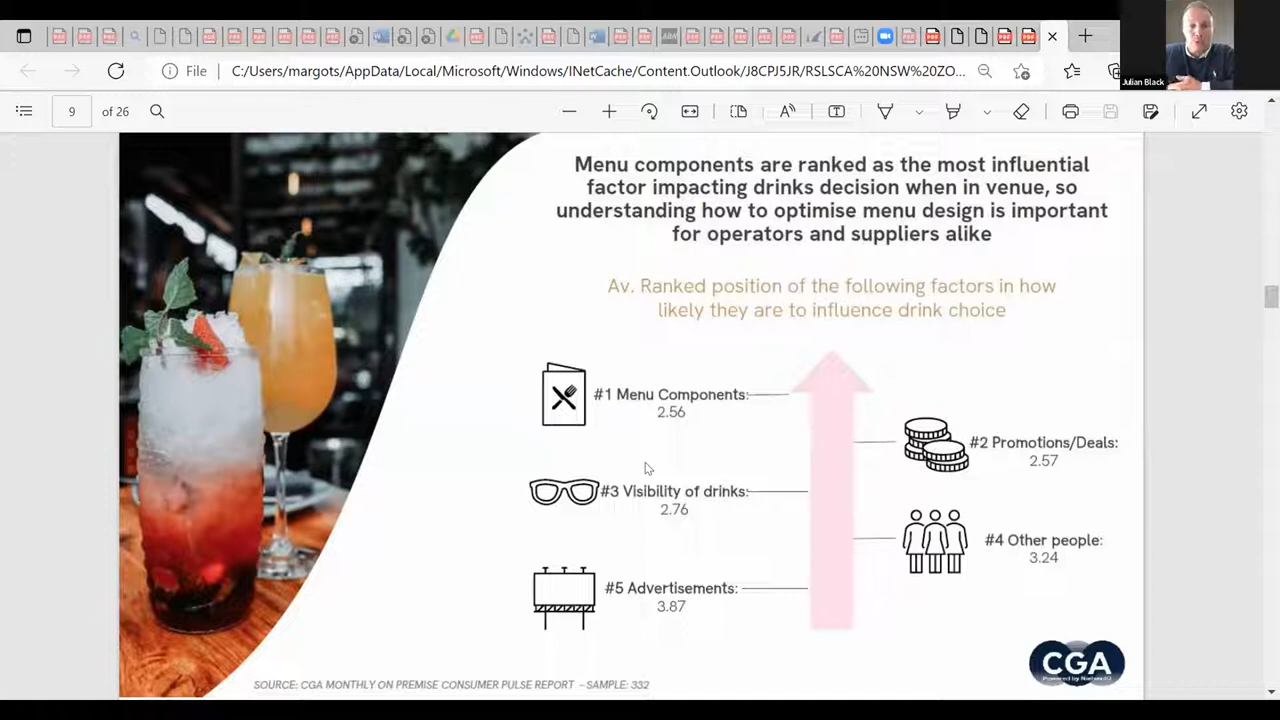 File
C:/Users/margots/AppData/Local/Microsoft/Windows/INetCache/Content.Outlook/J8CPJ5JR/RSLSCA%20NSW%20ZO...
Julian Black
9 of 26
Menu components are ranked as the most influential
factor impacting drinks decision when in venue, so
understanding how to optimise menu design is important
for operators and suppliers alike
Av. Ranked position of the following factors in how
likely they are to influence drink choice
#1 Menu Components:
2.56
#2 Promotions/Deals:
2.57
#3 Visibility of drinks:
2.76
#4 Other people:
3.24
#5 Advertisements:
3.87
CGA
SOURCE: CGA MONTHLY ON PREMISE CONSUMER PULSE REPORT - SAMPLE: 332